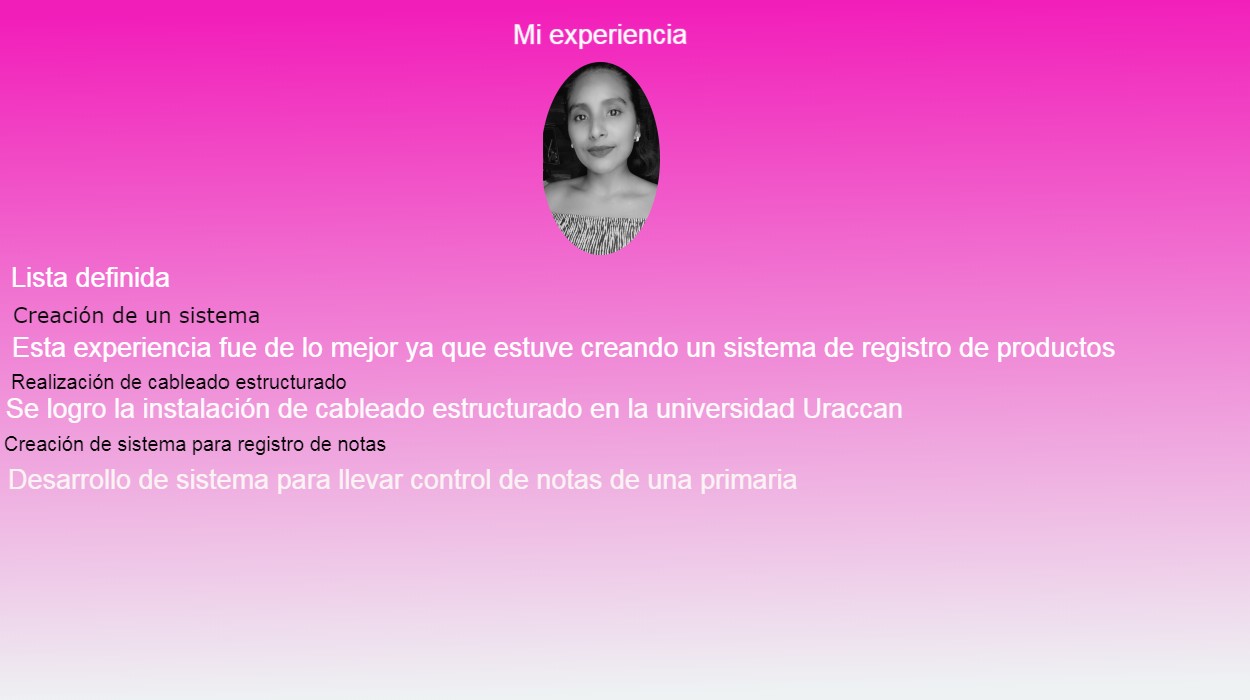 Mi experiencia
Lista definida
Creación de un sistema
Esta experiencia fue de lo mejor ya que estuve creando un sistema de registro de productos
Realización de cableado estructurado
Se logro la instalación de cableado estructurado en la universidad Uraccan
Creación de sistema para registro de notas
Desarrollo de sistema para llevar control de notas de una primaria